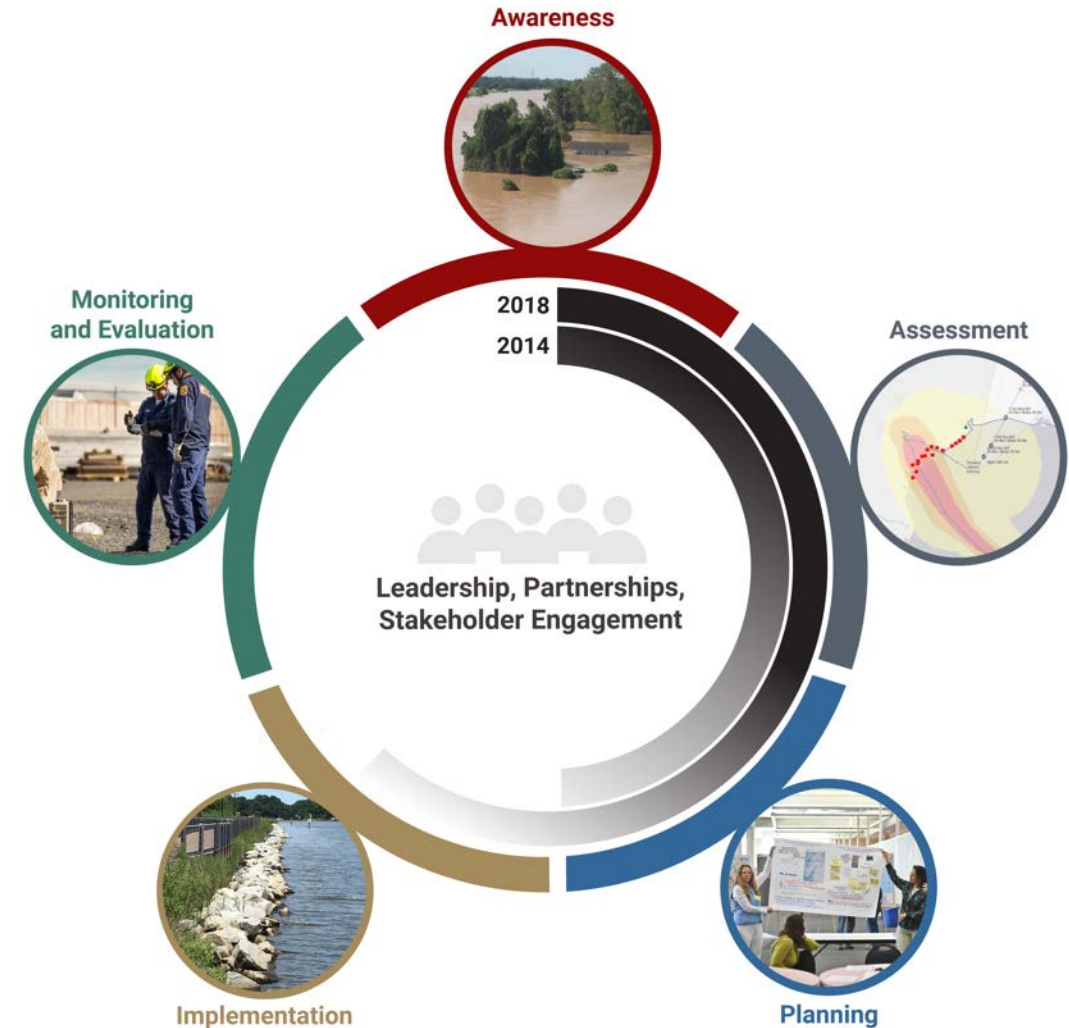 Awareness
2018
2014
Monitoring
and Evaluation
Assessment
Leadership, Partnerships,
Stakeholder Engagement
Implementation
Planning